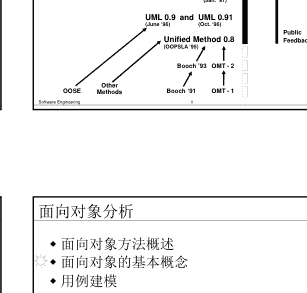 (Jan. '97)
UML 0.9 and UML 0.91
(June '96) (Oct. '96)
Unified Method 0.8
(OOPSLA '95)
Public
Feedbac
Booch '93 OMT - 2
Other
OOSE Methods Booch '91 OMT - 1
Software Engineering
面向对象分析
◆ 面向对象方法概述
◆ 面向对象的基本概念
◆ 用例建模